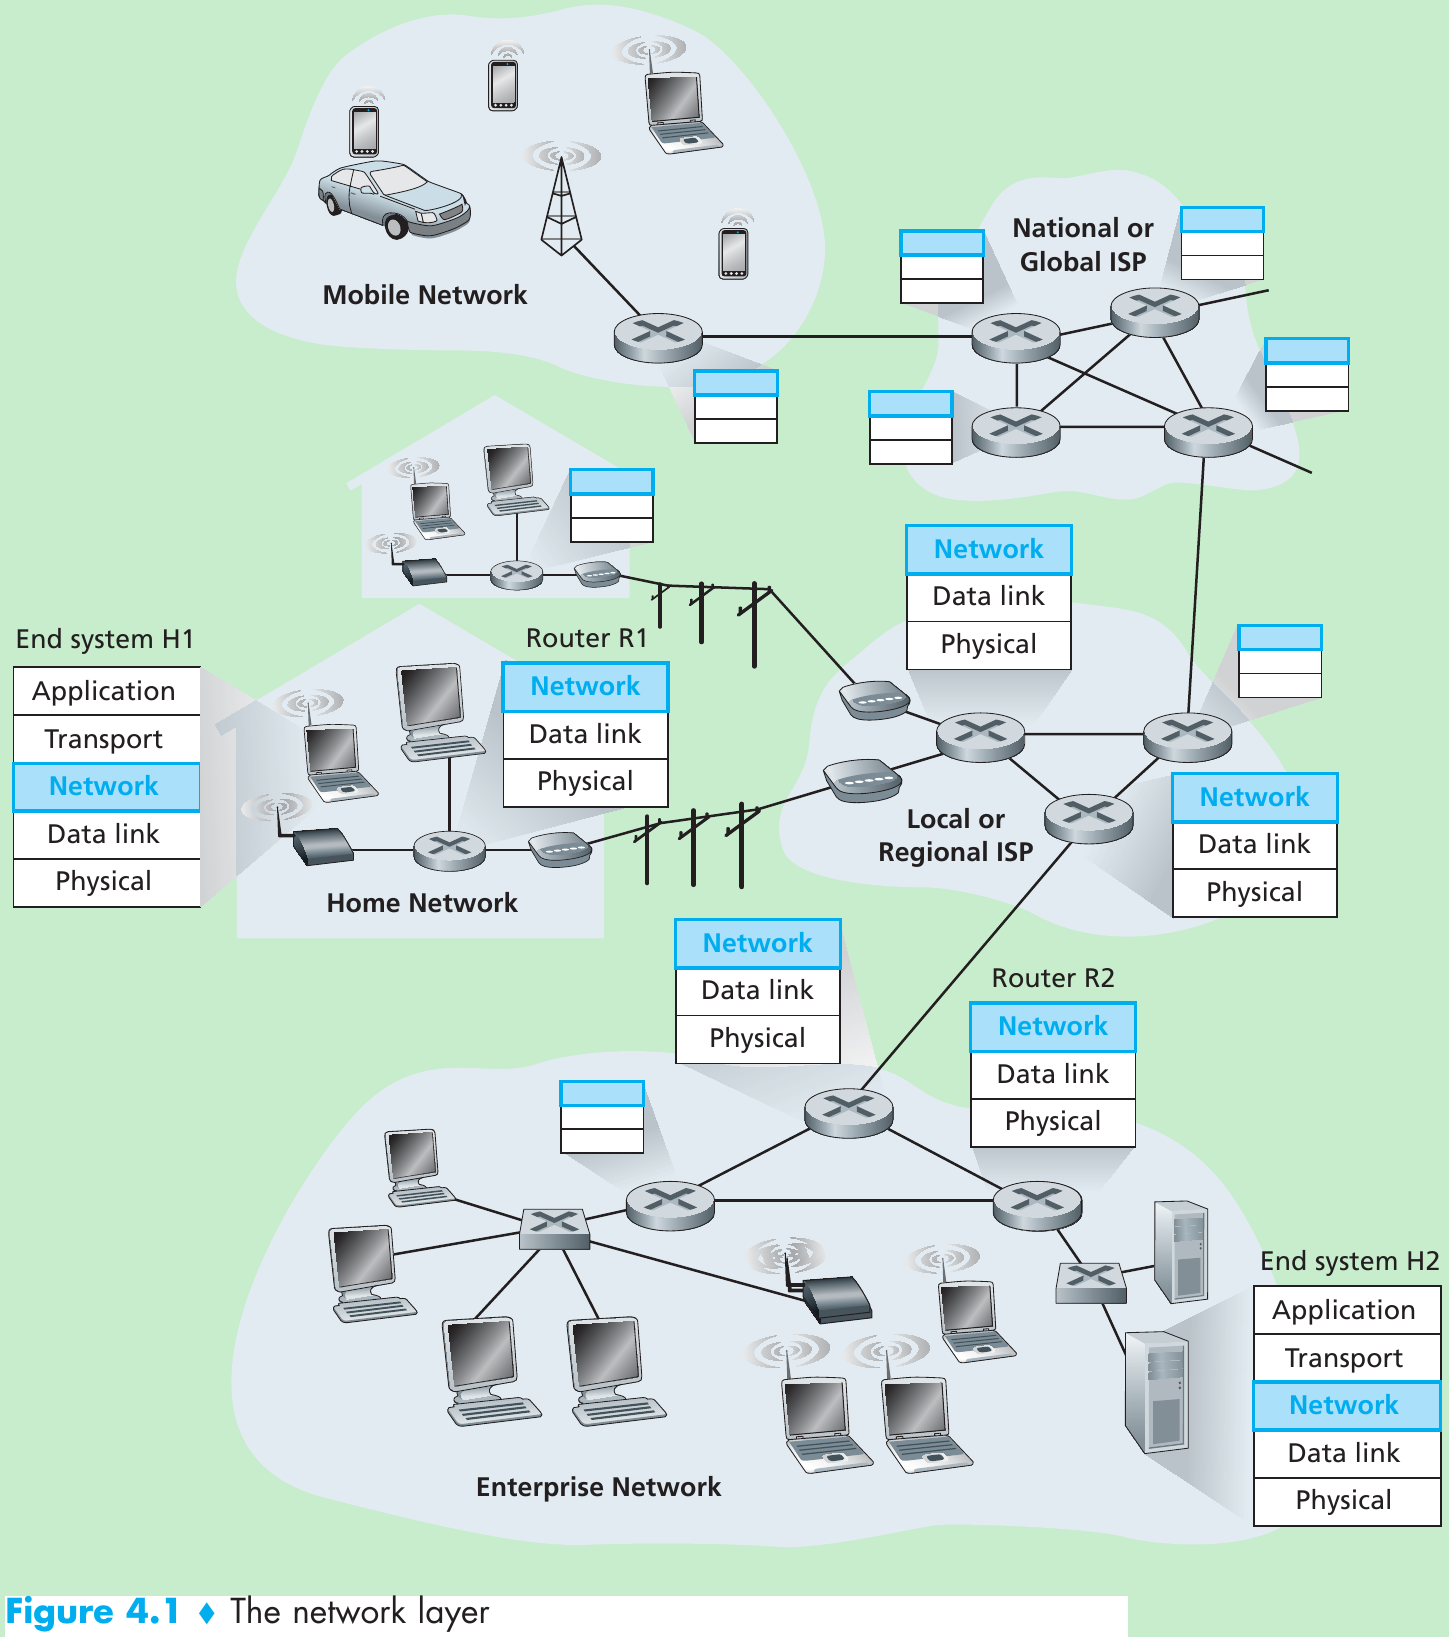 National or
Global ISP
Mobile Network
Network
Data link
Physical
End system H1
Application
Transport
Network
Data link
Physical
Router R1
Network
Data link
Physical
Home Network
Local or
Regional ISP
Network
Data link
Physical
Network
Data link
Physical
Router R2
Network
Data link
Physical
End system H2
Application
Transport
Network
Data link
Physical
Enterprise Network
Figure 4.1 ♦ The network layer